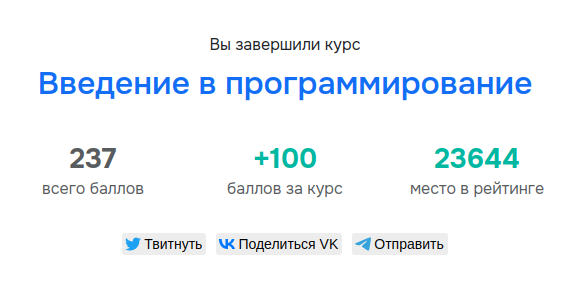 Вы завершили курс
Введение в программирование
237 +100 23644
всего баллов баллов за курс место в рейтинге
Твитнуть Поделиться VK Отправить